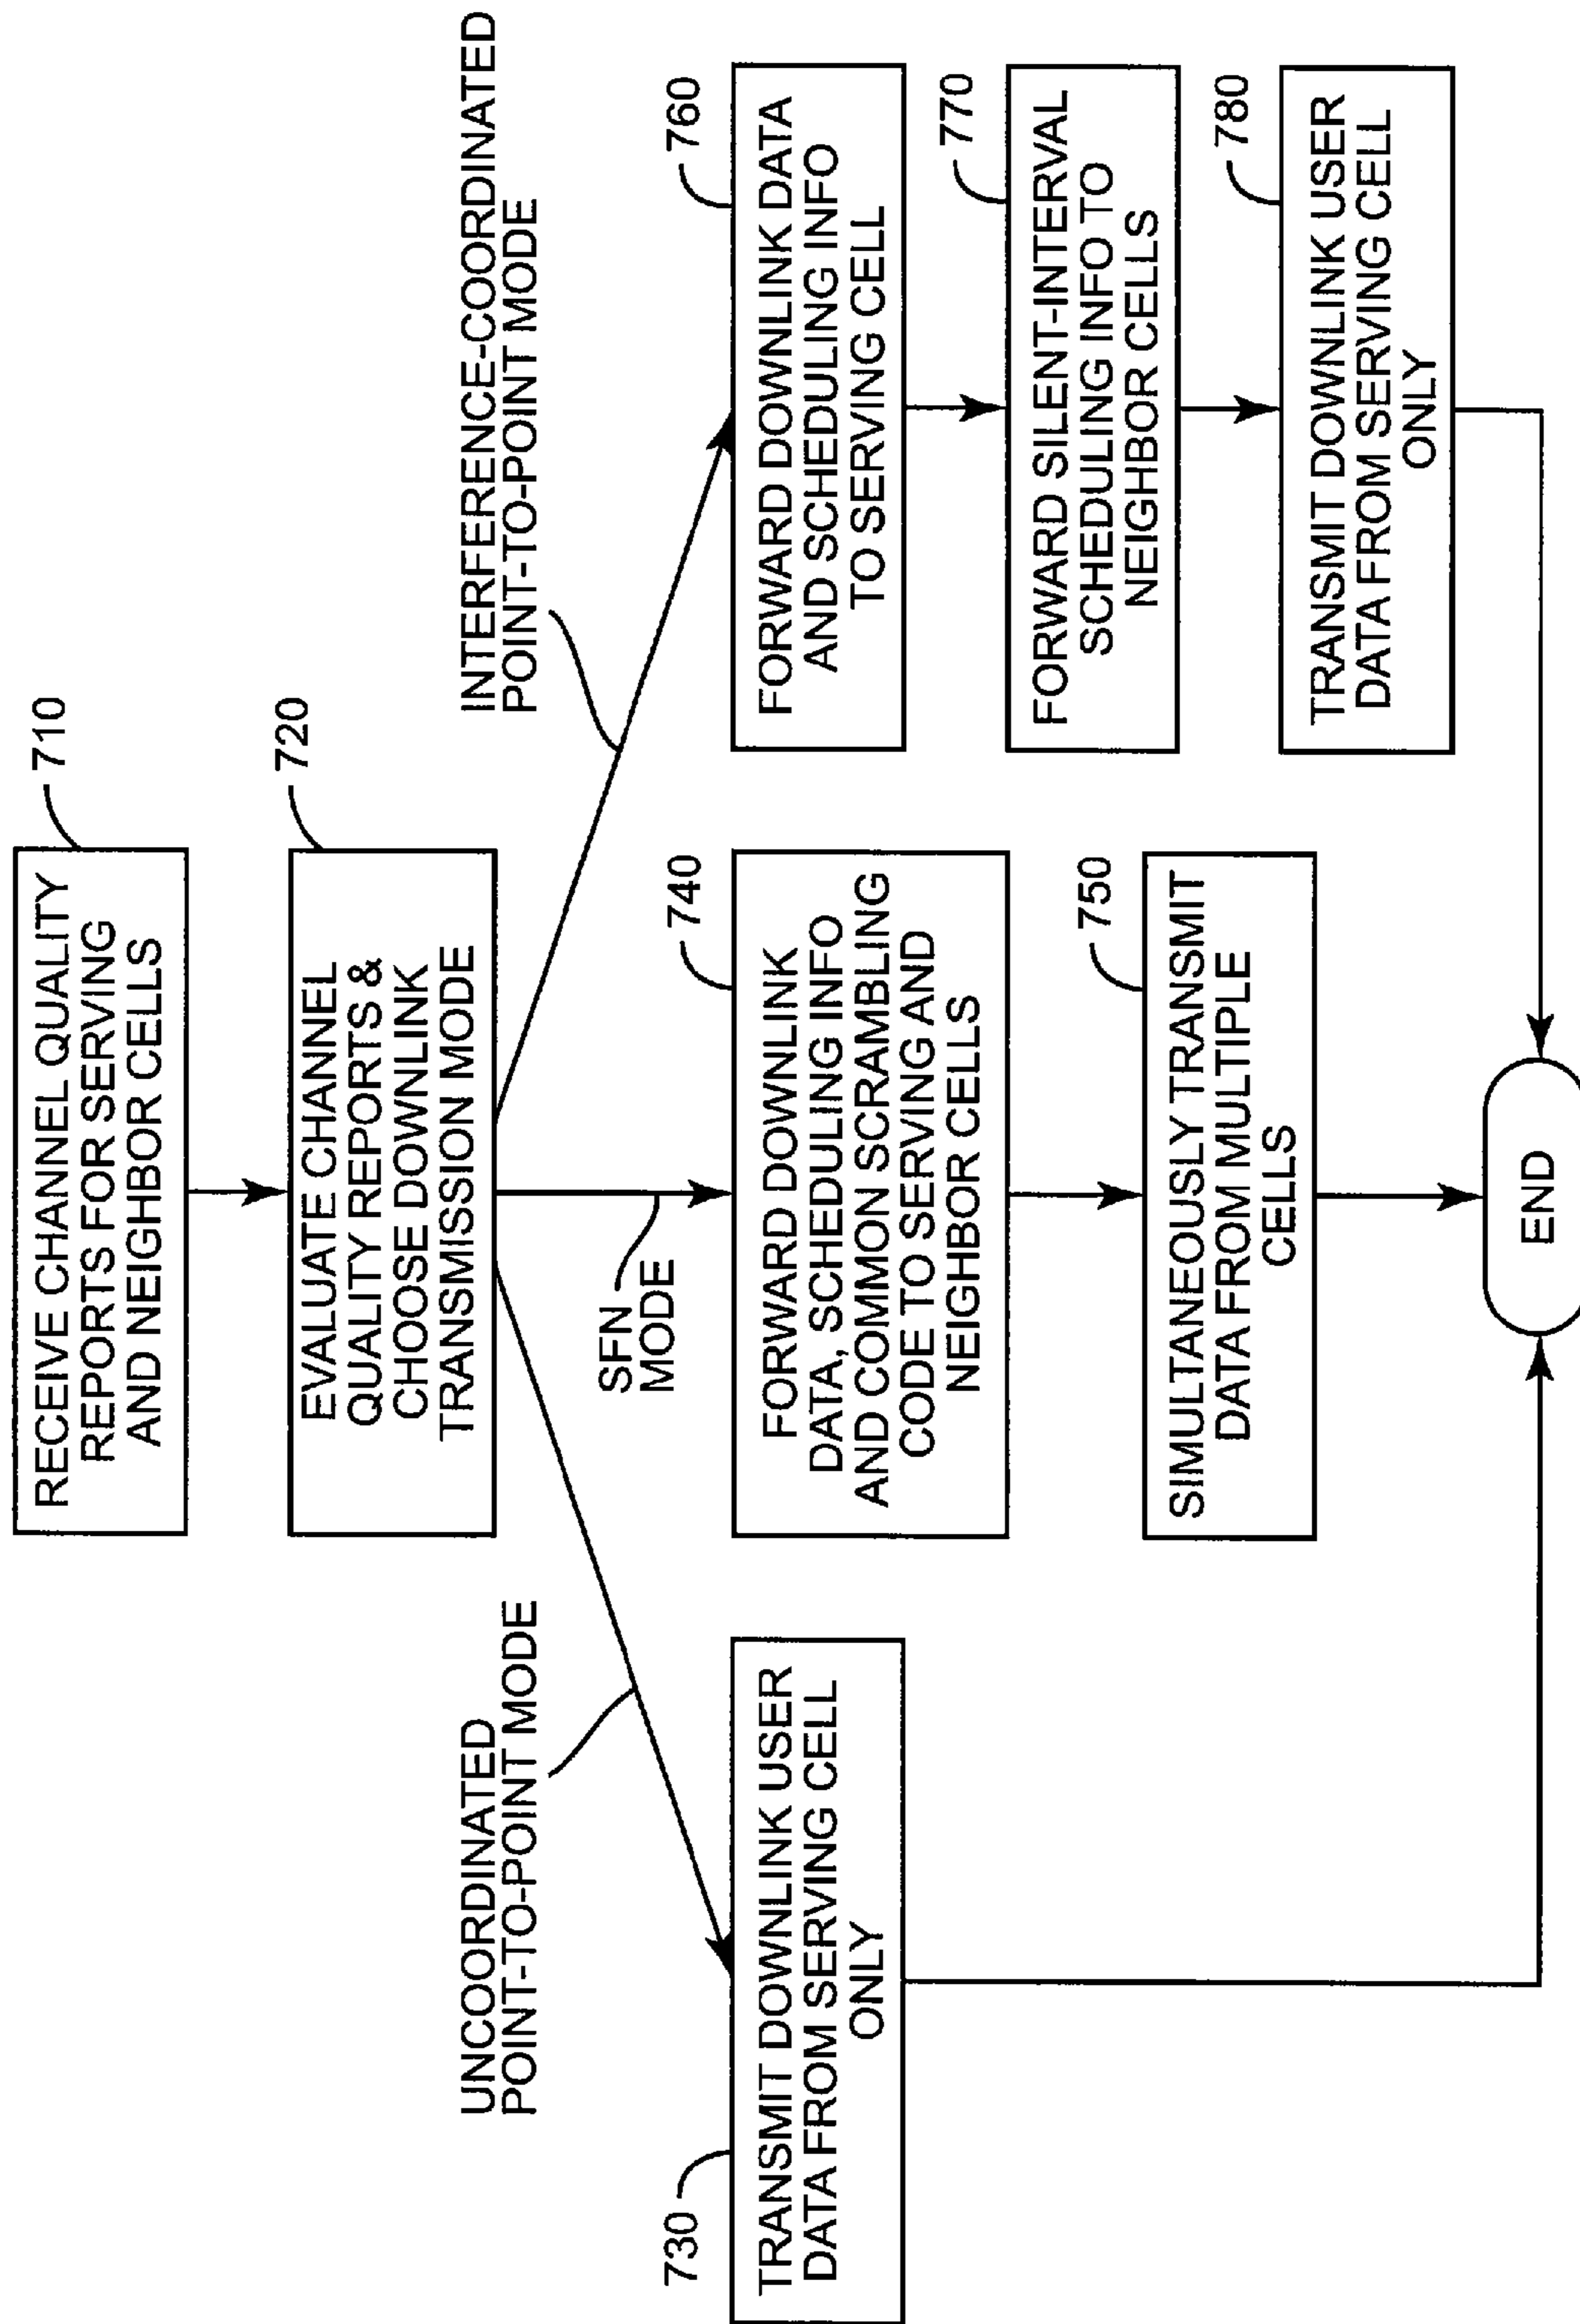 RECEIVE CHANNEL QUALITY
REPORTS FOR SERVING
AND NEIGHBOR CELLS
710
EVALUATE CHANNEL
QUALITY REPORTS &
CHOOSE DOWNLINK
TRANSMISSION MODE
720
UNCOORDINATED
POINT-TO-POINT MODE
SFN
MODE
INTERFERENCE-COORDINATED
POINT-TO-POINT MODE
730
TRANSMIT DOWNLINK USER
DATA FROM SERVING CELL
ONLY
740
FORWARD DOWNLINK
DATA, SCHEDULING INFO
AND COMMON SCRAMBLING
CODE TO SERVING AND
NEIGHBOR CELLS
750
SIMULTANEOUSLY TRANSMIT
DATA FROM MULTIPLE
CELLS
760
FORWARD DOWNLINK DATA
AND SCHEDULING INFO
TO SERVING CELL
770
FORWARD SILENT-INTERVAL
SCHEDULING INFO TO
NEIGHBOR CELLS
780
TRANSMIT DOWNLINK USER
DATA FROM SERVING CELL
ONLY
END